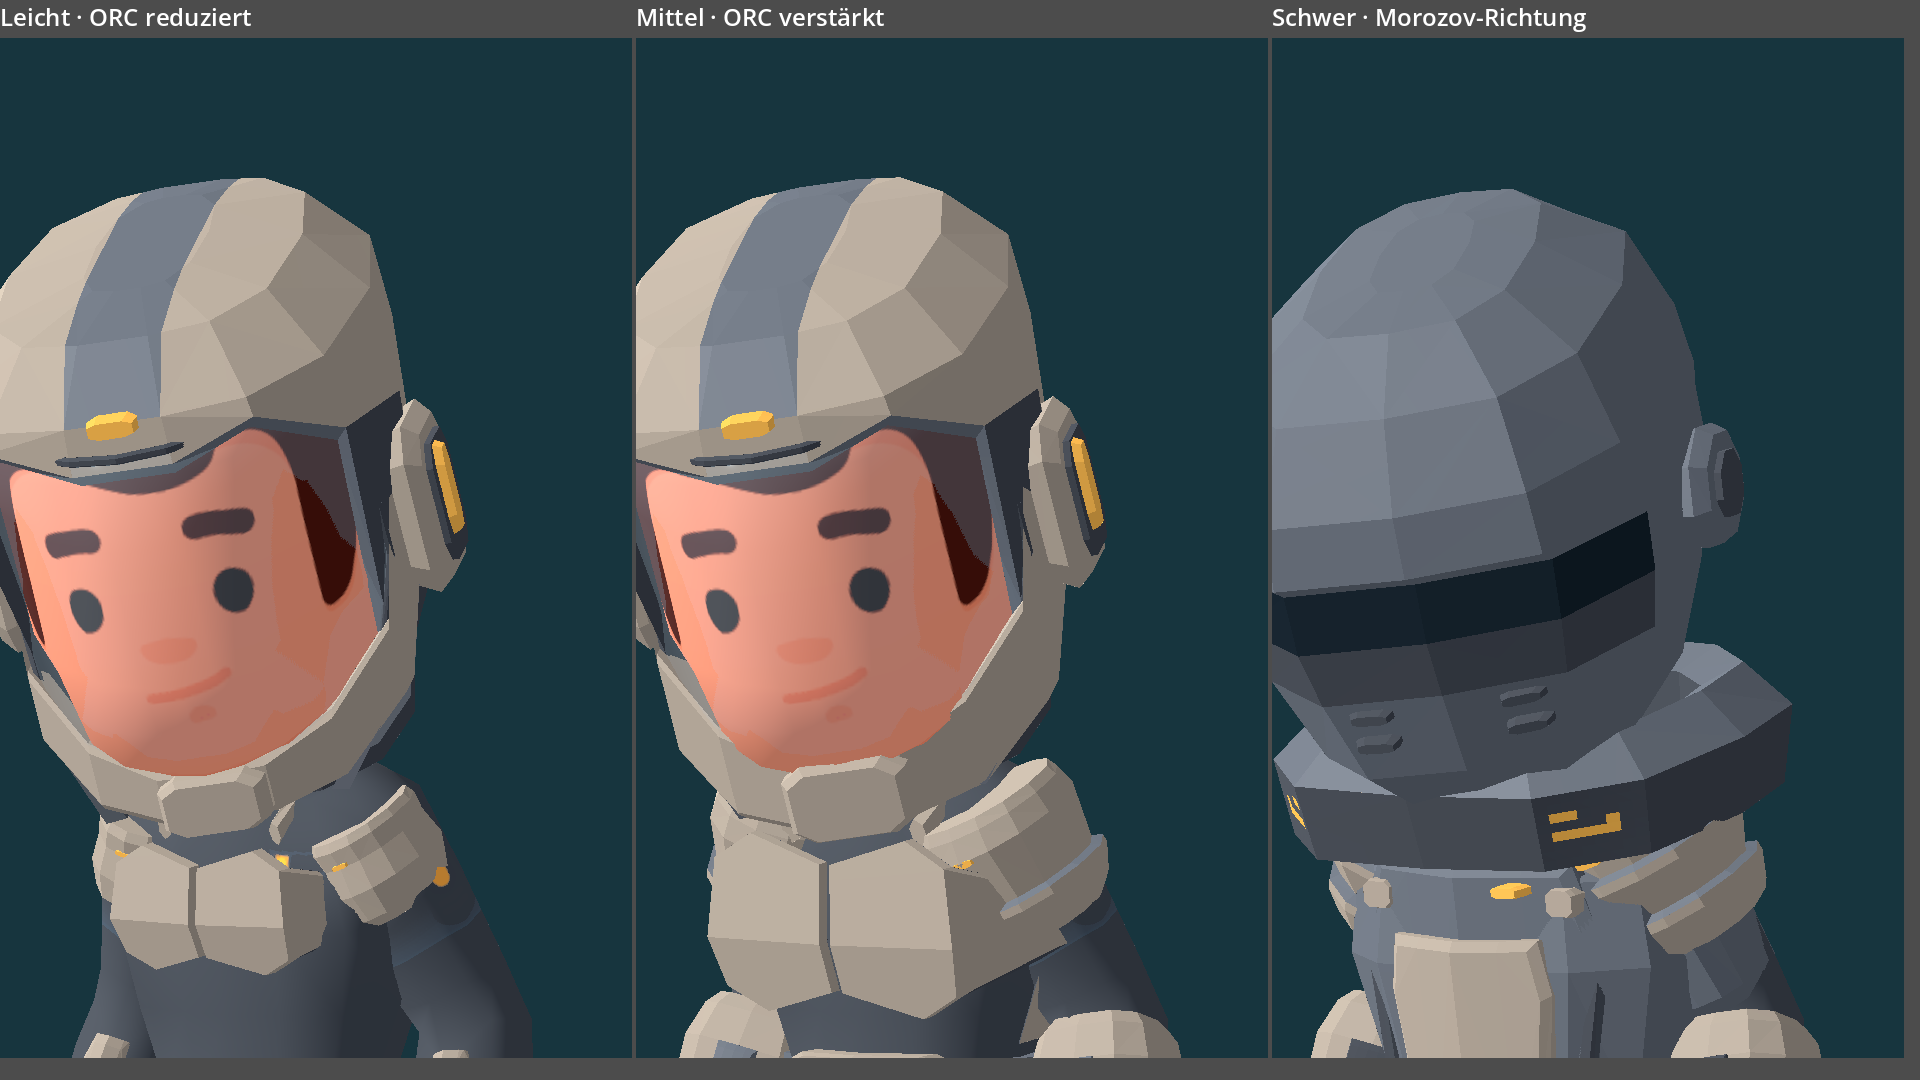 Leicht · ORC reduziert
Mittel · ORC verstärkt
Schwer · Morozov-Richtung